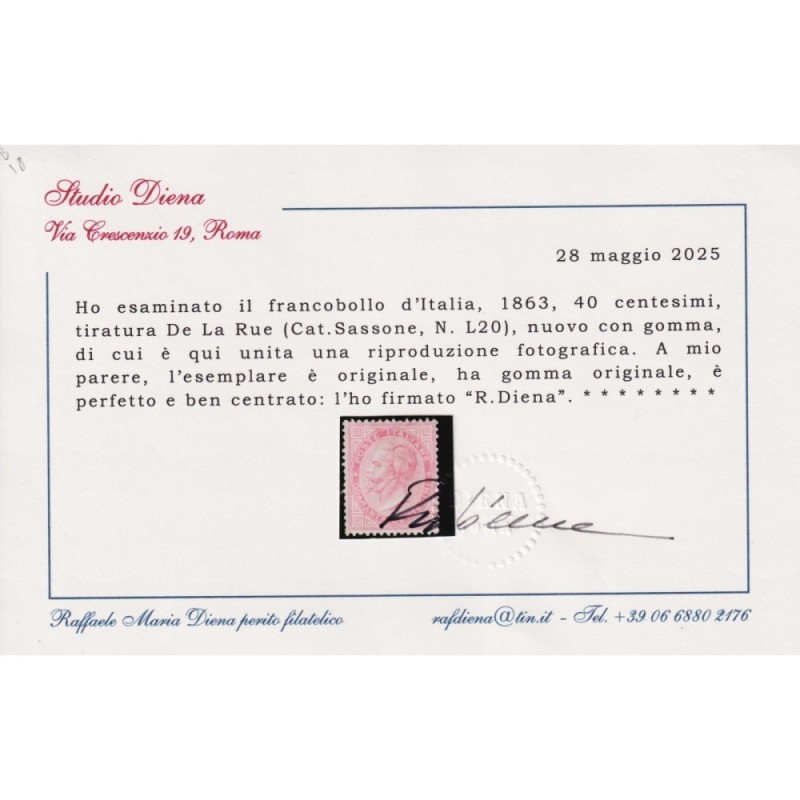 Studio Diena
Via Crescenzio 19, Roma
28 maggio 2025
Ho esaminato il francobollo d'Italia, 1863, 40 centesimi,
tiratura De La Rue (Cat.Sassone, N. L20), nuovo con gomma,
di cui è qui unita una riproduzione fotografica. A mio
parere, l'esemplare è originale, ha gomma originale, è
perfetto e ben centrato: l'ho firmato "R.Diena". * * * * * * * *
POSTE ITALIANE
DIENA
Raffaele Maria Diena perito filatelico
rafdiena@tin.it - Tel. +39 06 6880 2176